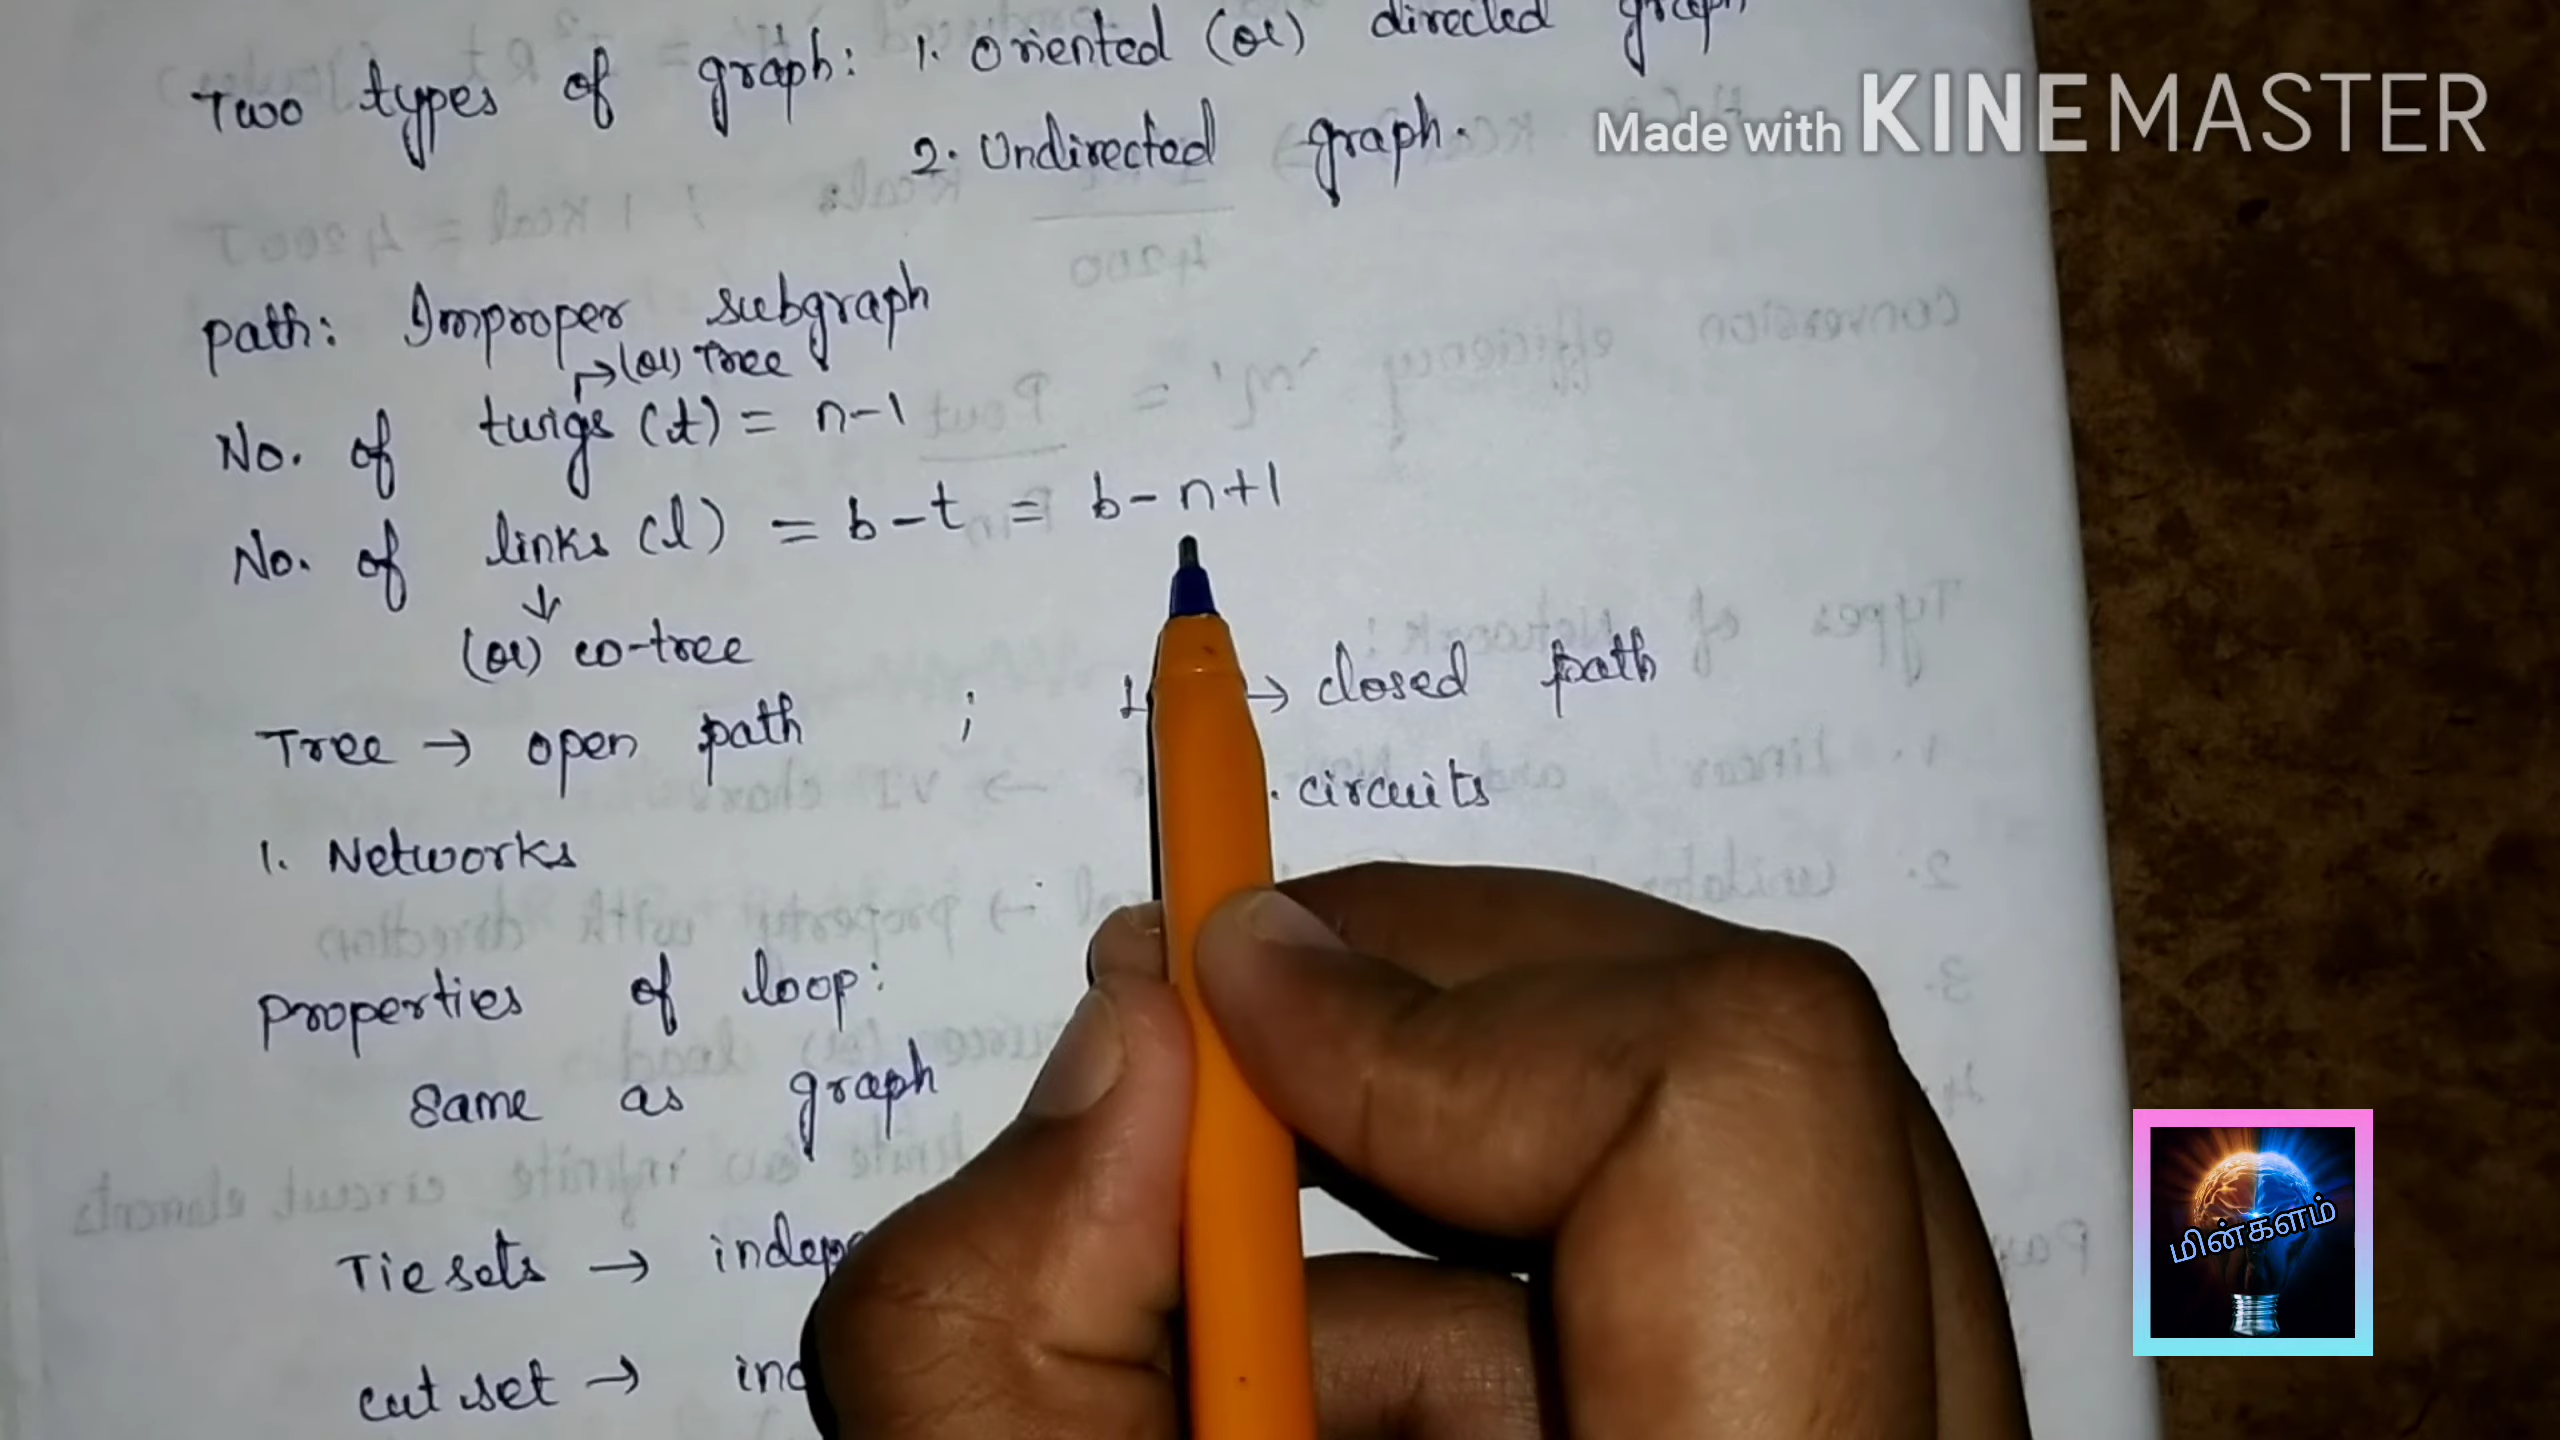 Two types of graph: 1. Oriented (or) directed graph
2. Undirected graph.
Made with KINEMASTER
path: Improper subgraph
→(or) Tree
No. of twigs (t) = n-1
No. of links (l) = b-t = b-n+1
↓
(or) co-tree
Tree → open path ; → closed path
1. Networks circuits
properties of loop:
same as graph
Tie sets →
cut set →
மின்களம்